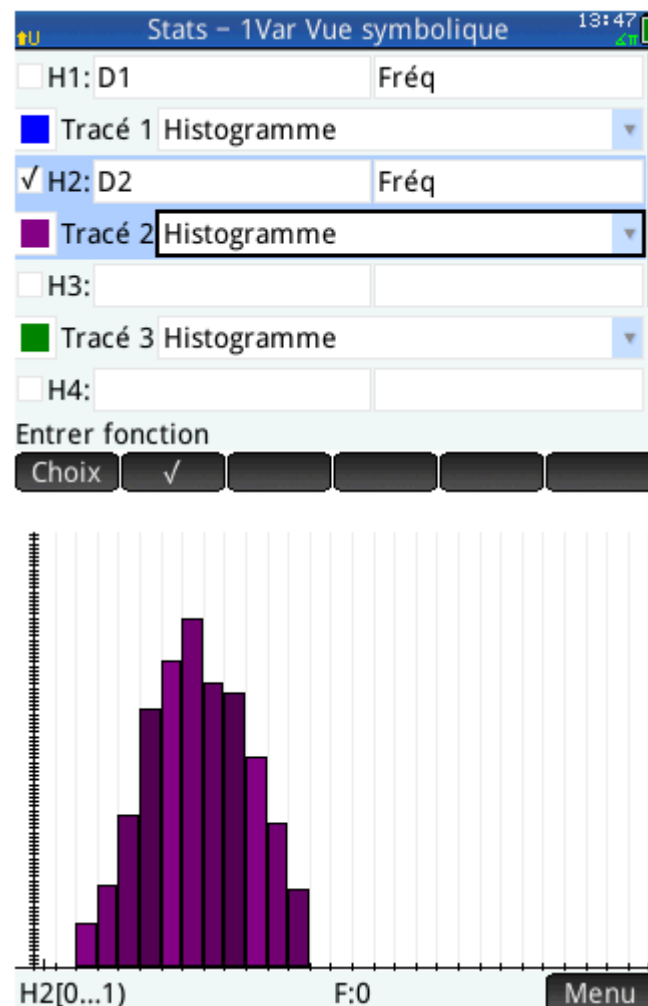 Stats – 1Var Vue symbolique 13:47
U ∡π
H1: D1 Fréq
Tracé 1 Histogramme
√ H2: D2 Fréq
Tracé 2 Histogramme
H3:
Tracé 3 Histogramme
H4:
Entrer fonction
Choix √
H2[0...1) F:0 Menu